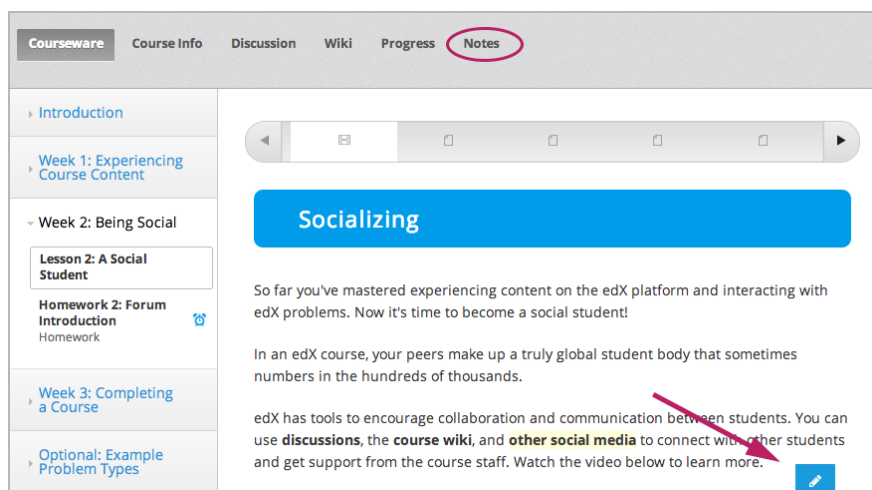 Courseware Course Info Discussion Wiki Progress Notes
Introduction
Week 1: Experiencing
Course Content
Week 2: Being Social
Lesson 2: A Social
Student
Homework 2: Forum
Introduction
Homework
Week 3: Completing
a Course
Optional: Example
Problem Types
Socializing
So far you've mastered experiencing content on the edX platform and interacting with
edX problems. Now it's time to become a social student!
In an edX course, your peers make up a truly global student body that sometimes
numbers in the hundreds of thousands.
edX has tools to encourage collaboration and communication between students. You can
use discussions, the course wiki, and other social media to connect with other students
and get support from the course staff. Watch the video below to learn more.